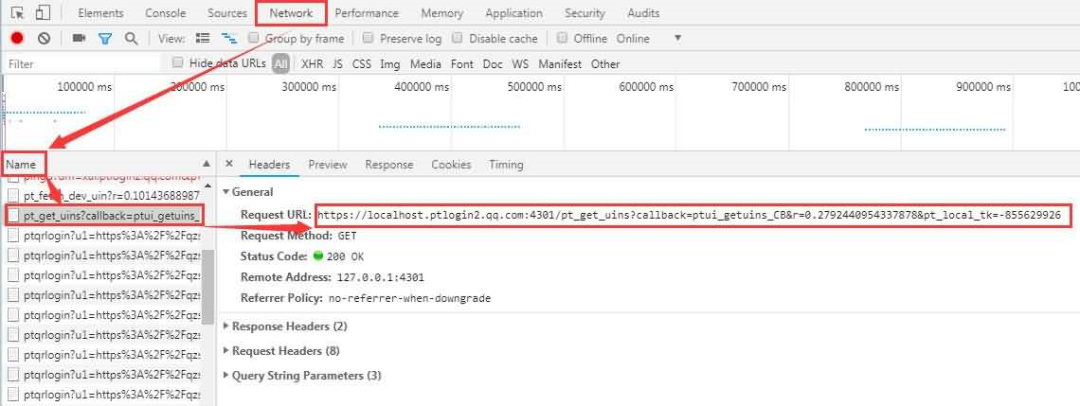 Elements Console Sources Network Performance Memory Application Security Audits
View: Group by frame Preserve log Disable cache Offline Online
Filter Hide data URLs All XHR JS CSS Img Media Font Doc WS Manifest Other
100000 ms 200000 ms 300000 ms 400000 ms 500000 ms 600000 ms 700000 ms 800000 ms 900000 ms 100
Name
× Headers Preview Response Cookies Timing
pt_fetch_dev_uin?r=0.10143688987
pt_get_uins?callback=ptui_getuins_
ptqrlogin?u1=https%3A%2F%2Fqzs
ptqrlogin?u1=https%3A%2F%2Fqzs
ptqrlogin?u1=https%3A%2F%2Fqzs
ptqrlogin?u1=https%3A%2F%2Fqzs
ptqrlogin?u1=https%3A%2F%2Fqzs
ptqrlogin?u1=https%3A%2F%2Fqzs
ptqrlogin?u1=https%3A%2F%2Fqzs
ptqrlogin?u1=https%3A%2F%2Fqzs
ptqrlogin?u1=https%3A%2F%2Fqzs
General
Request URL: https://localhost.ptlogin2.qq.com:4301/pt_get_uins?callback=ptui_getuins_CB&r=0.2792440954337878&pt_local_tk=-855629926
Request Method: GET
Status Code: 200 OK
Remote Address: 127.0.0.1:4301
Referrer Policy: no-referrer-when-downgrade
Response Headers (2)
Request Headers (8)
Query String Parameters (3)